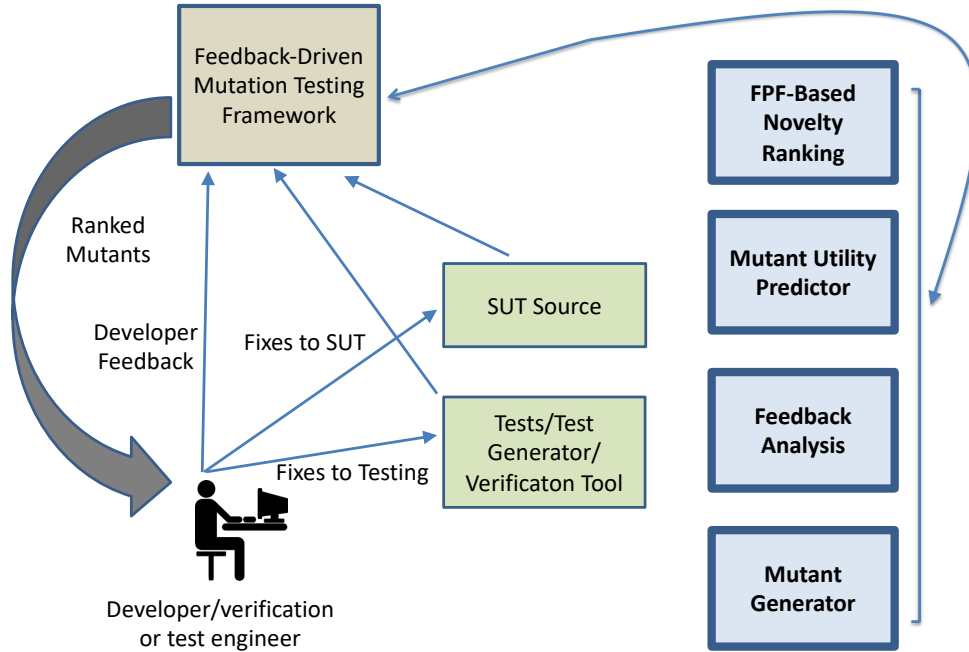 Feedback-Driven
Mutation Testing
Framework
Ranked
Mutants
Developer
Feedback
Fixes to SUT
SUT Source
Fixes to Testing
Tests/Test
Generator/
Verificaton Tool
Developer/verification
or test engineer
FPF-Based
Novelty
Ranking
Mutant Utility
Predictor
Feedback
Analysis
Mutant
Generator